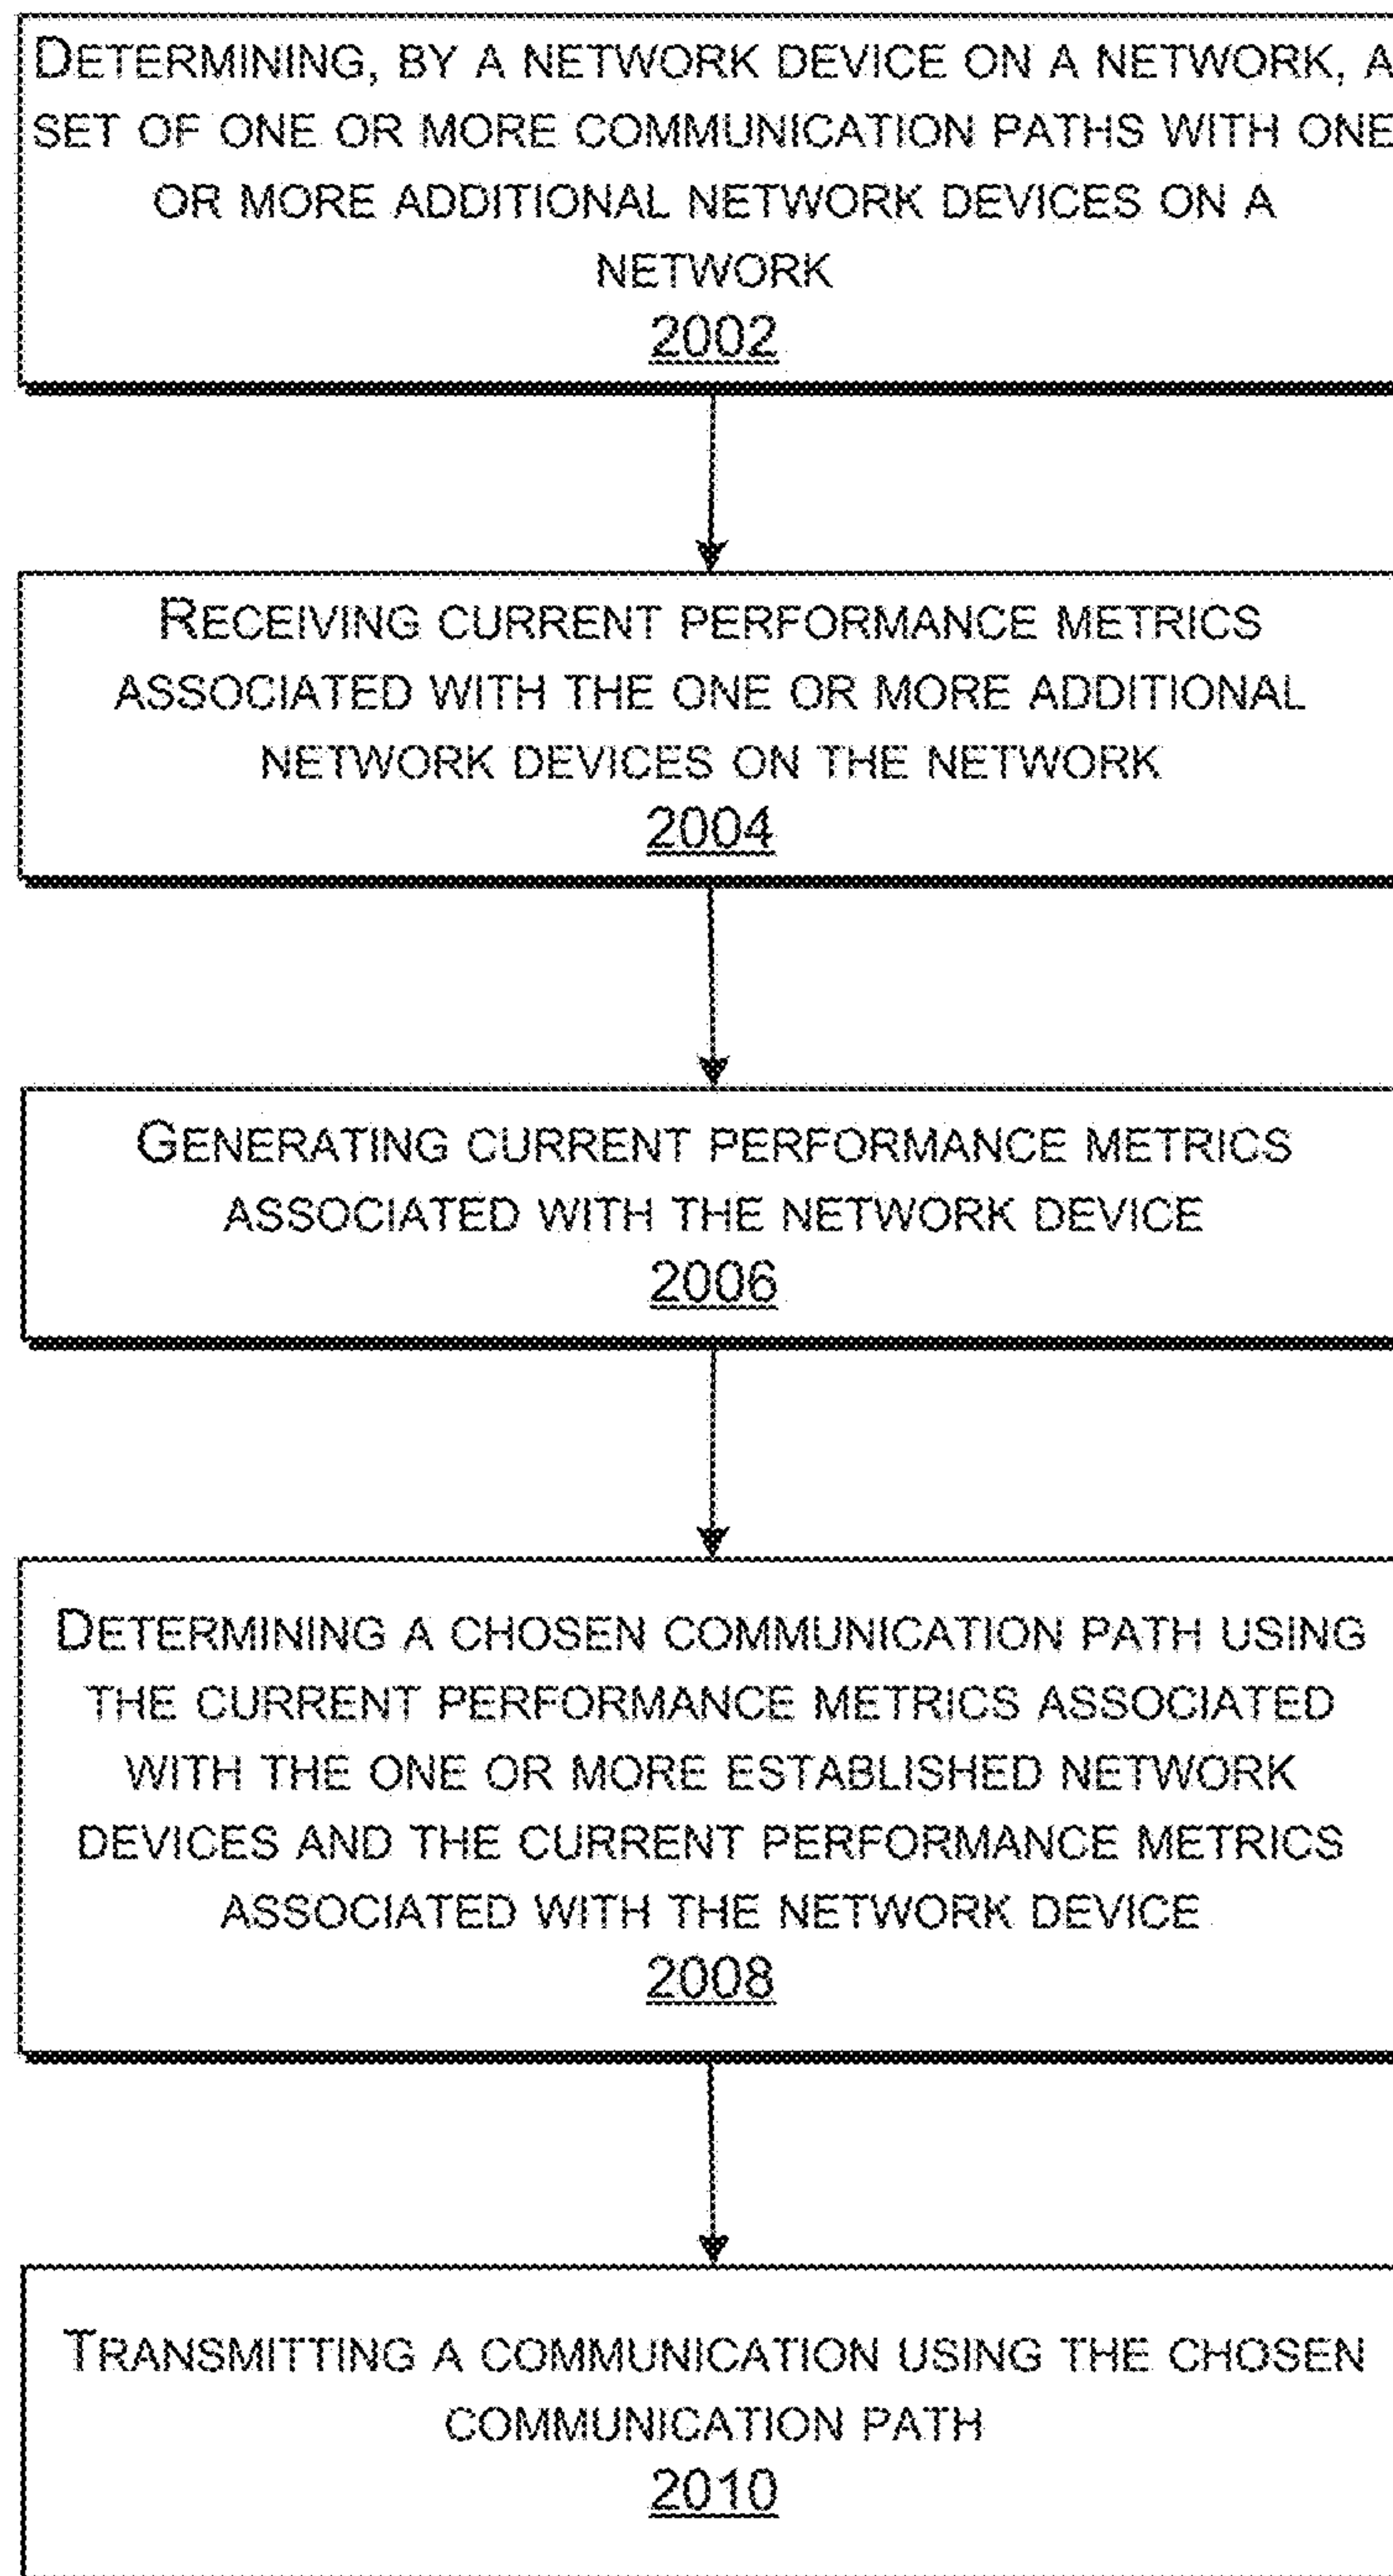 DETERMINING, BY A NETWORK DEVICE ON A NETWORK, A
SET OF ONE OR MORE COMMUNICATION PATHS WITH ONE
OR MORE ADDITIONAL NETWORK DEVICES ON A
NETWORK
2002
RECEIVING CURRENT PERFORMANCE METRICS
ASSOCIATED WITH THE ONE OR MORE ADDITIONAL
NETWORK DEVICES ON THE NETWORK
2004
GENERATING CURRENT PERFORMANCE METRICS
ASSOCIATED WITH THE NETWORK DEVICE
2006
DETERMINING A CHOSEN COMMUNICATION PATH USING
THE CURRENT PERFORMANCE METRICS ASSOCIATED
WITH THE ONE OR MORE ESTABLISHED NETWORK
DEVICES AND THE CURRENT PERFORMANCE METRICS
ASSOCIATED WITH THE NETWORK DEVICE
2008
TRANSMITTING A COMMUNICATION USING THE CHOSEN
COMMUNICATION PATH
2010